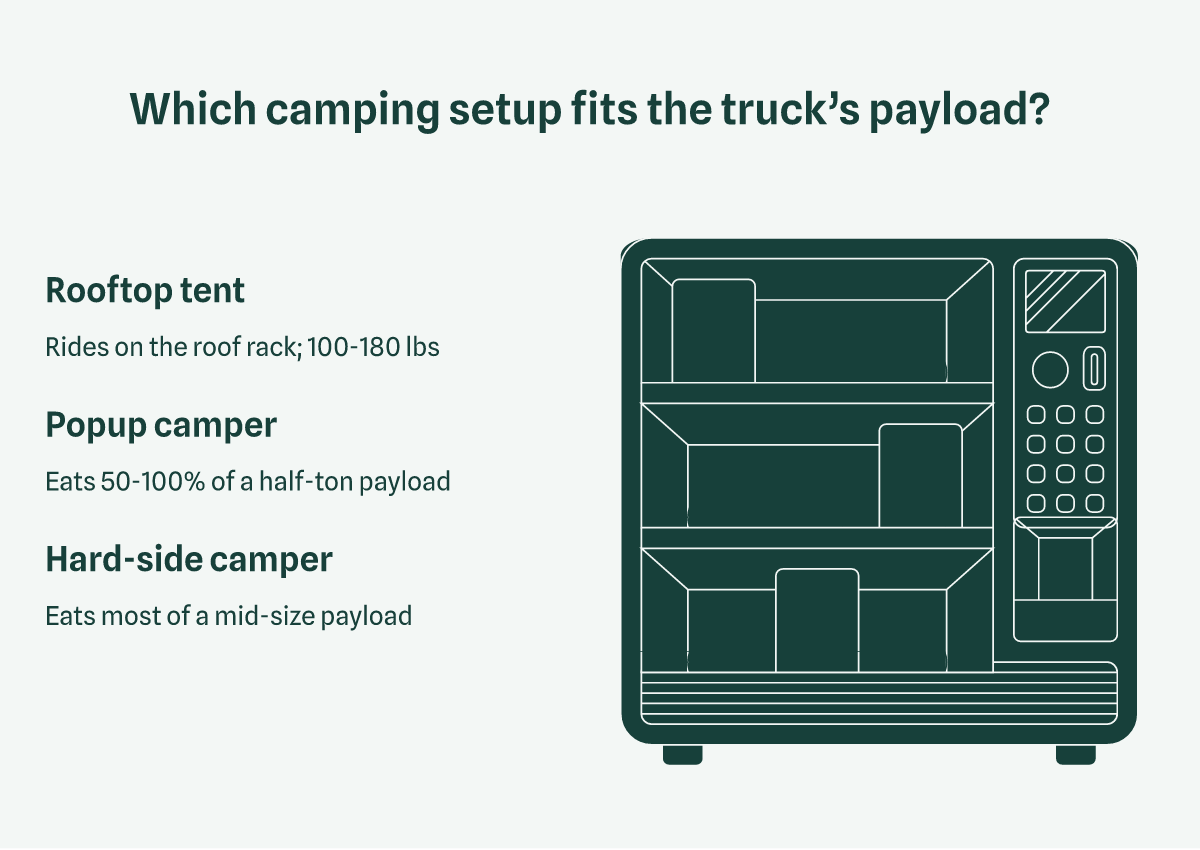 Which camping setup fits the truck’s payload?
Rooftop tent
Rides on the roof rack; 100-180 lbs
Popup camper
Eats 50-100% of a half-ton payload
Hard-side camper
Eats most of a mid-size payload